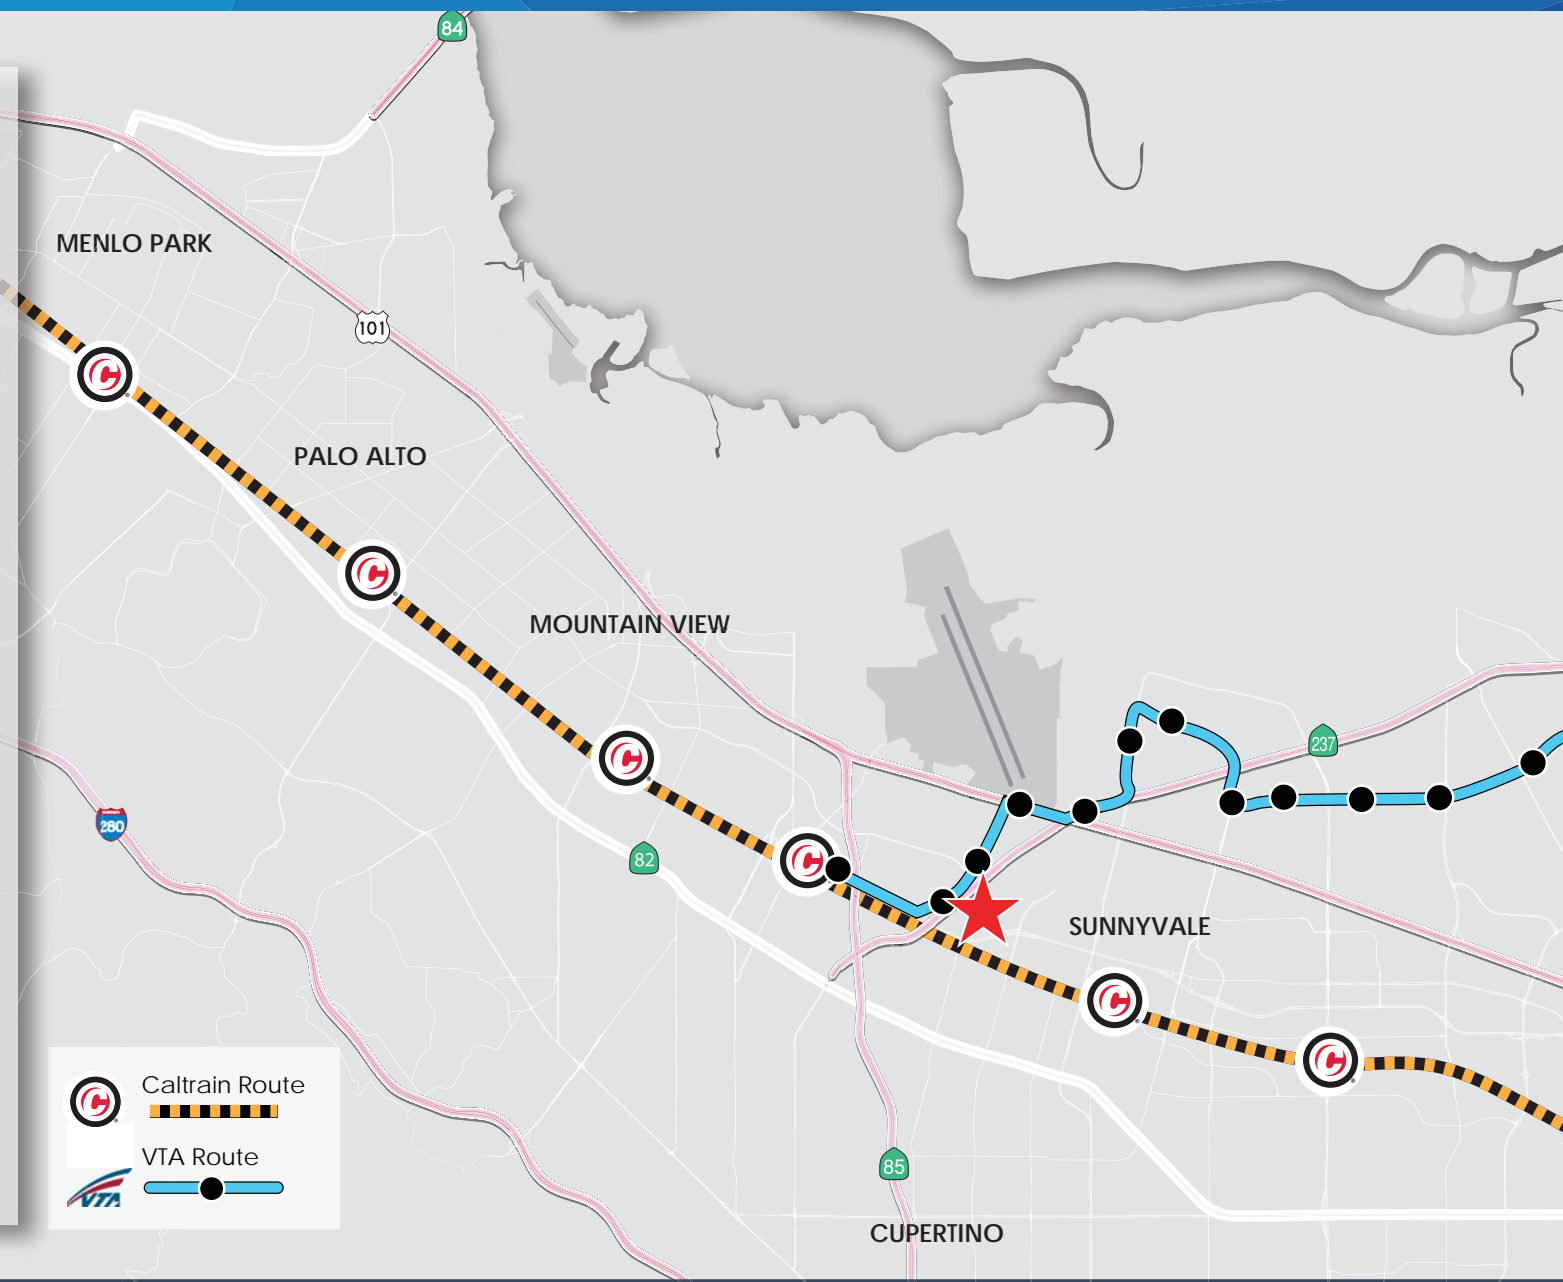 84
MENLO PARK
101
PALO ALTO
MOUNTAIN VIEW
237
280
82
SUNNYVALE
Caltrain Route
VTA Route
VTA
85
CUPERTINO